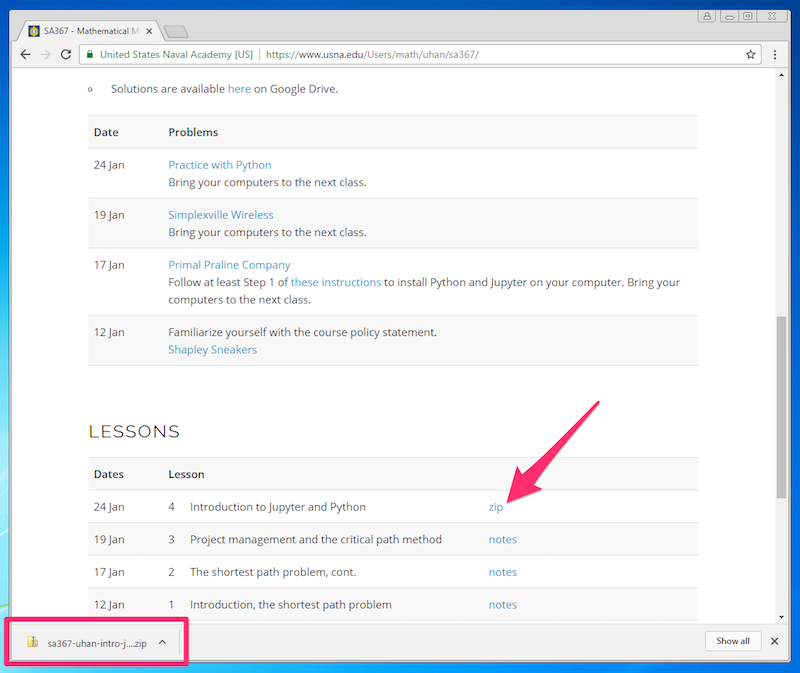 SA367 - Mathematical M
United States Naval Academy [US] https://www.usna.edu/Users/math/uhan/sa367/
Solutions are available here on Google Drive.
Date Problems
24 Jan Practice with Python
Bring your computers to the next class.
19 Jan Simplexville Wireless
Bring your computers to the next class.
17 Jan Primal Praline Company
Follow at least Step 1 of these instructions to install Python and Jupyter on your computer. Bring your
computers to the next class.
12 Jan Familiarize yourself with the course policy statement.
Shapley Sneakers
LESSONS
Dates Lesson
24 Jan 4 Introduction to Jupyter and Python zip
19 Jan 3 Project management and the critical path method notes
17 Jan 2 The shortest path problem, cont. notes
12 Jan 1 Introduction, the shortest path problem notes
sa367-uhan-intro-j....zip Show all